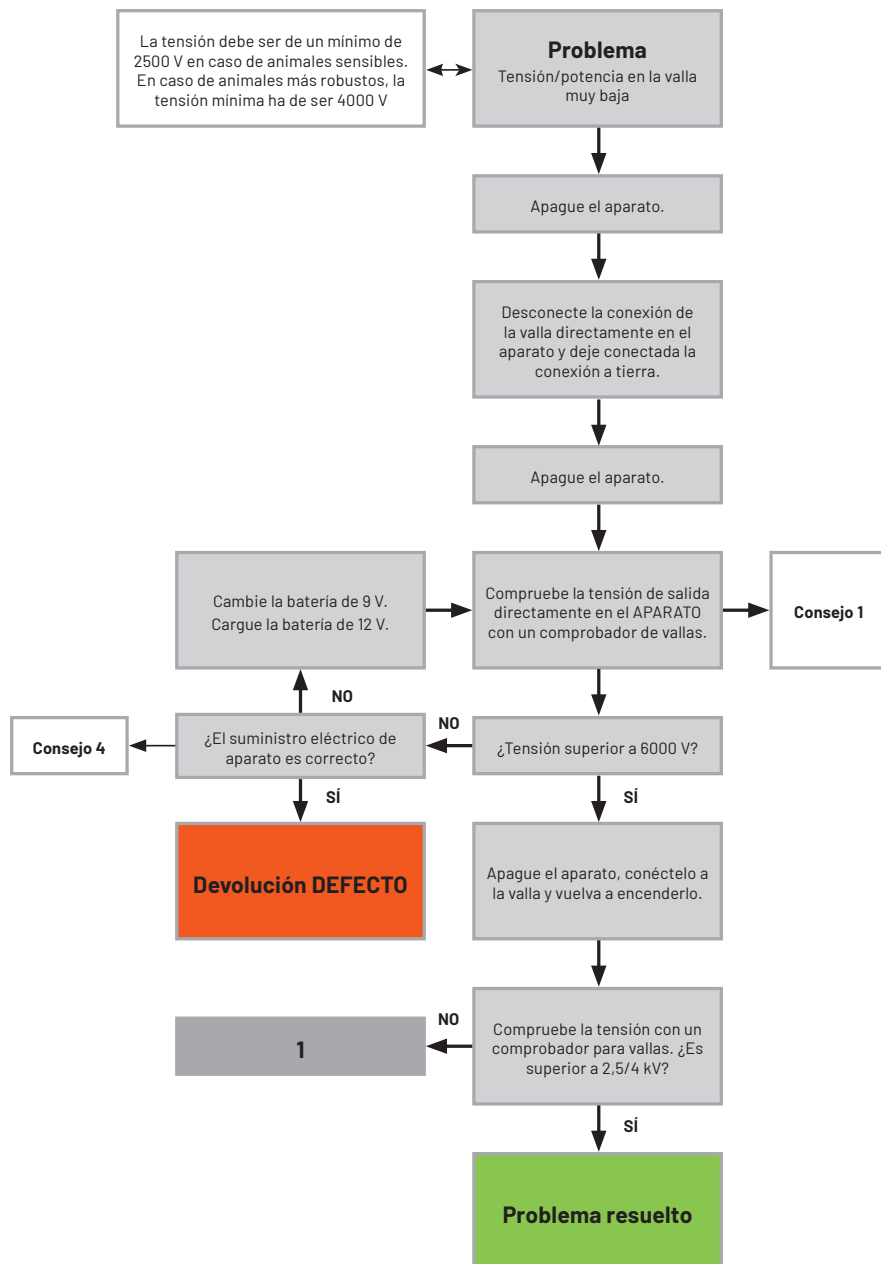 La tensión debe ser de un mínimo de
2500 V en caso de animales sensibles.
En caso de animales más robustos, la
tensión mínima ha de ser 4000 V
Problema
Tensión/potencia en la valla
muy baja
Apague el aparato.
Desconecte la conexión de
la valla directamente en el
aparato y deje conectada la
conexión a tierra.
Apague el aparato.
Cambie la batería de 9 V.
Cargue la batería de 12 V.
Compruebe la tensión de salida
directamente en el APARATO
con un comprobador de vallas.
Consejo 1
NO
Consejo 4
¿El suministro eléctrico de
aparato es correcto?
NO
¿Tensión superior a 6000 V?
SÍ
SÍ
Devolución DEFECTO
Apague el aparato, conéctelo a
la valla y vuelva a encenderlo.
1
NO
Compruebe la tensión con un
comprobador para vallas. ¿Es
superior a 2,5/4 kV?
SÍ
Problema resuelto